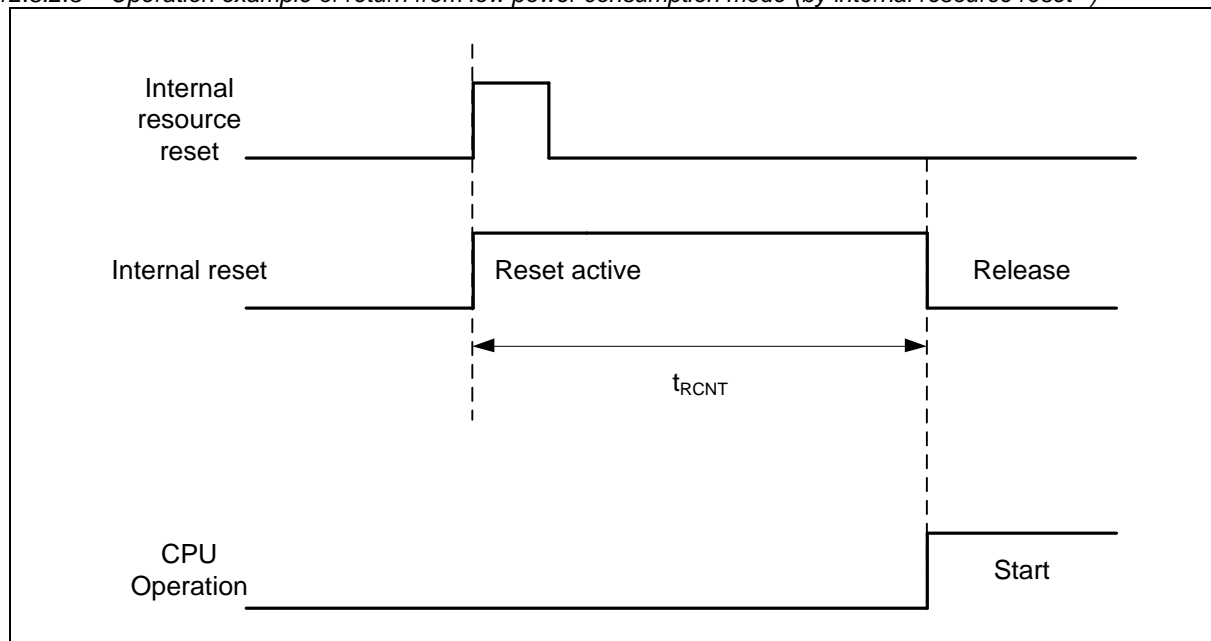 Operation example of return from low power consumption mode (by internal resource reset
Internal
resource
reset
Internal reset
Reset active
Release
tRCNT
CPU
Operation
Start